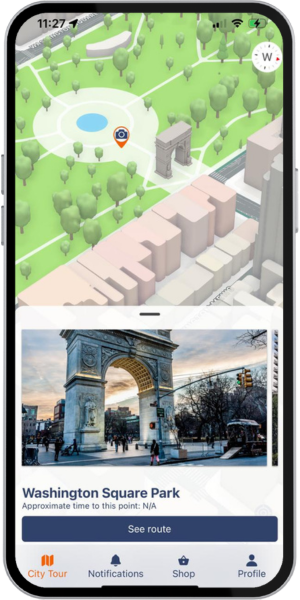 11:27
W
Washington Square Park
Approximate time to this point: N/A
See route
City Tour Notifications Shop Profile